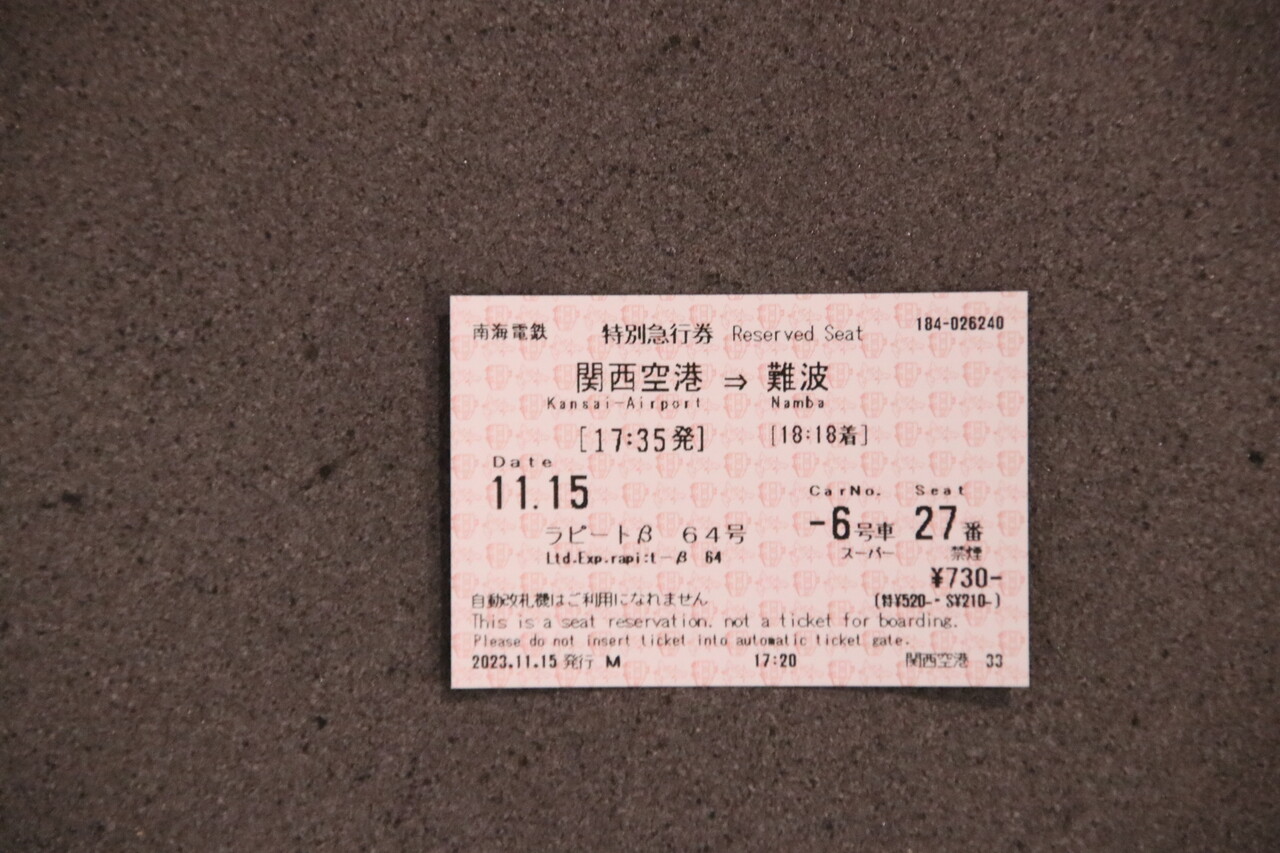 南海電鉄 特別急行券 Reserved Seat 184-026240
関西空港 ⇒ 難波
Kansai-Airport Namba
[17:35発] [18:18着]
Date
11.15
CarNo. Seat
-6号車 27番
スーパー 禁煙
ラピートβ 64号
Ltd.Exp.rapi:t-β 64
¥730-
(特¥520-・S¥210-)
自動改札機はご利用になれません
This is a seat reservation. not a ticket for boarding.
Please do not insert ticket into automatic ticket gate.
2023.11.15発行 M 17:20 関西空港 33